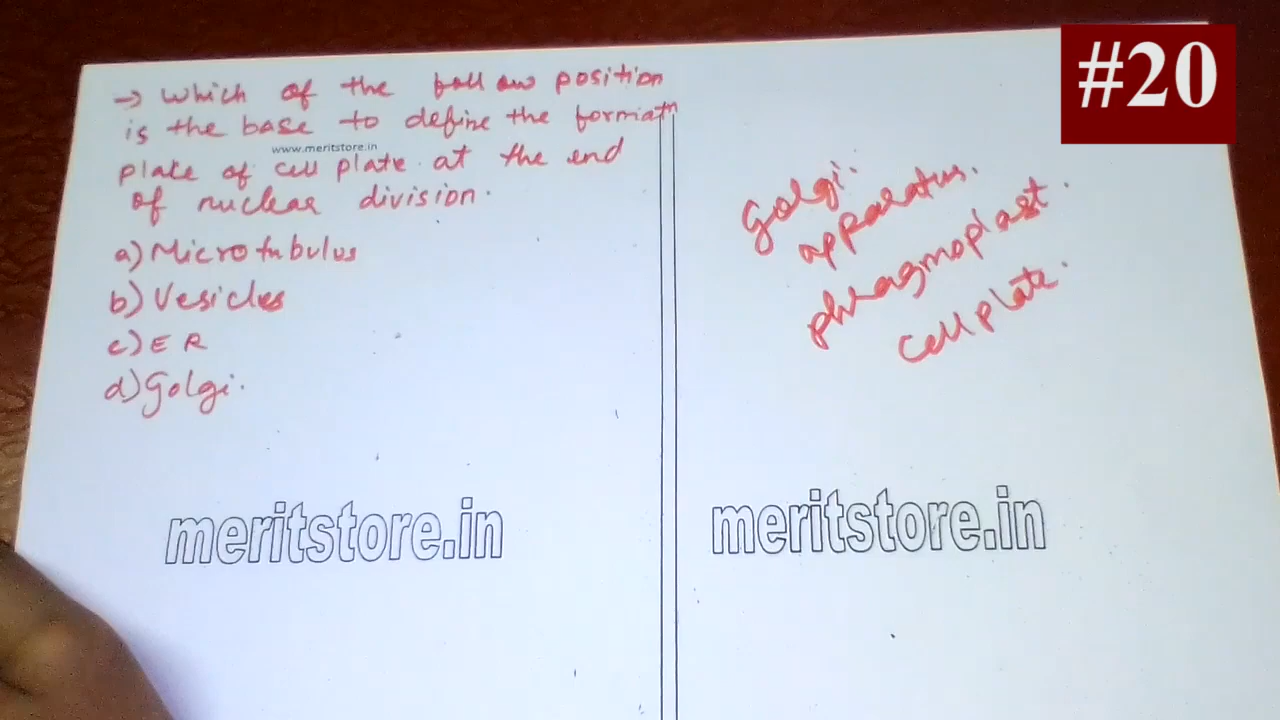 #20
→ Which of the follow position
is the base to define the formatn
www.meritstore.in
place of cell plate at the end
of nuclear division.
a) Microtubulus
b) Vesicles
c) E R
d) Golgi.
Golgi.
apparatus.
phragmoplast.
cell plate.
meritstore.in
meritstore.in